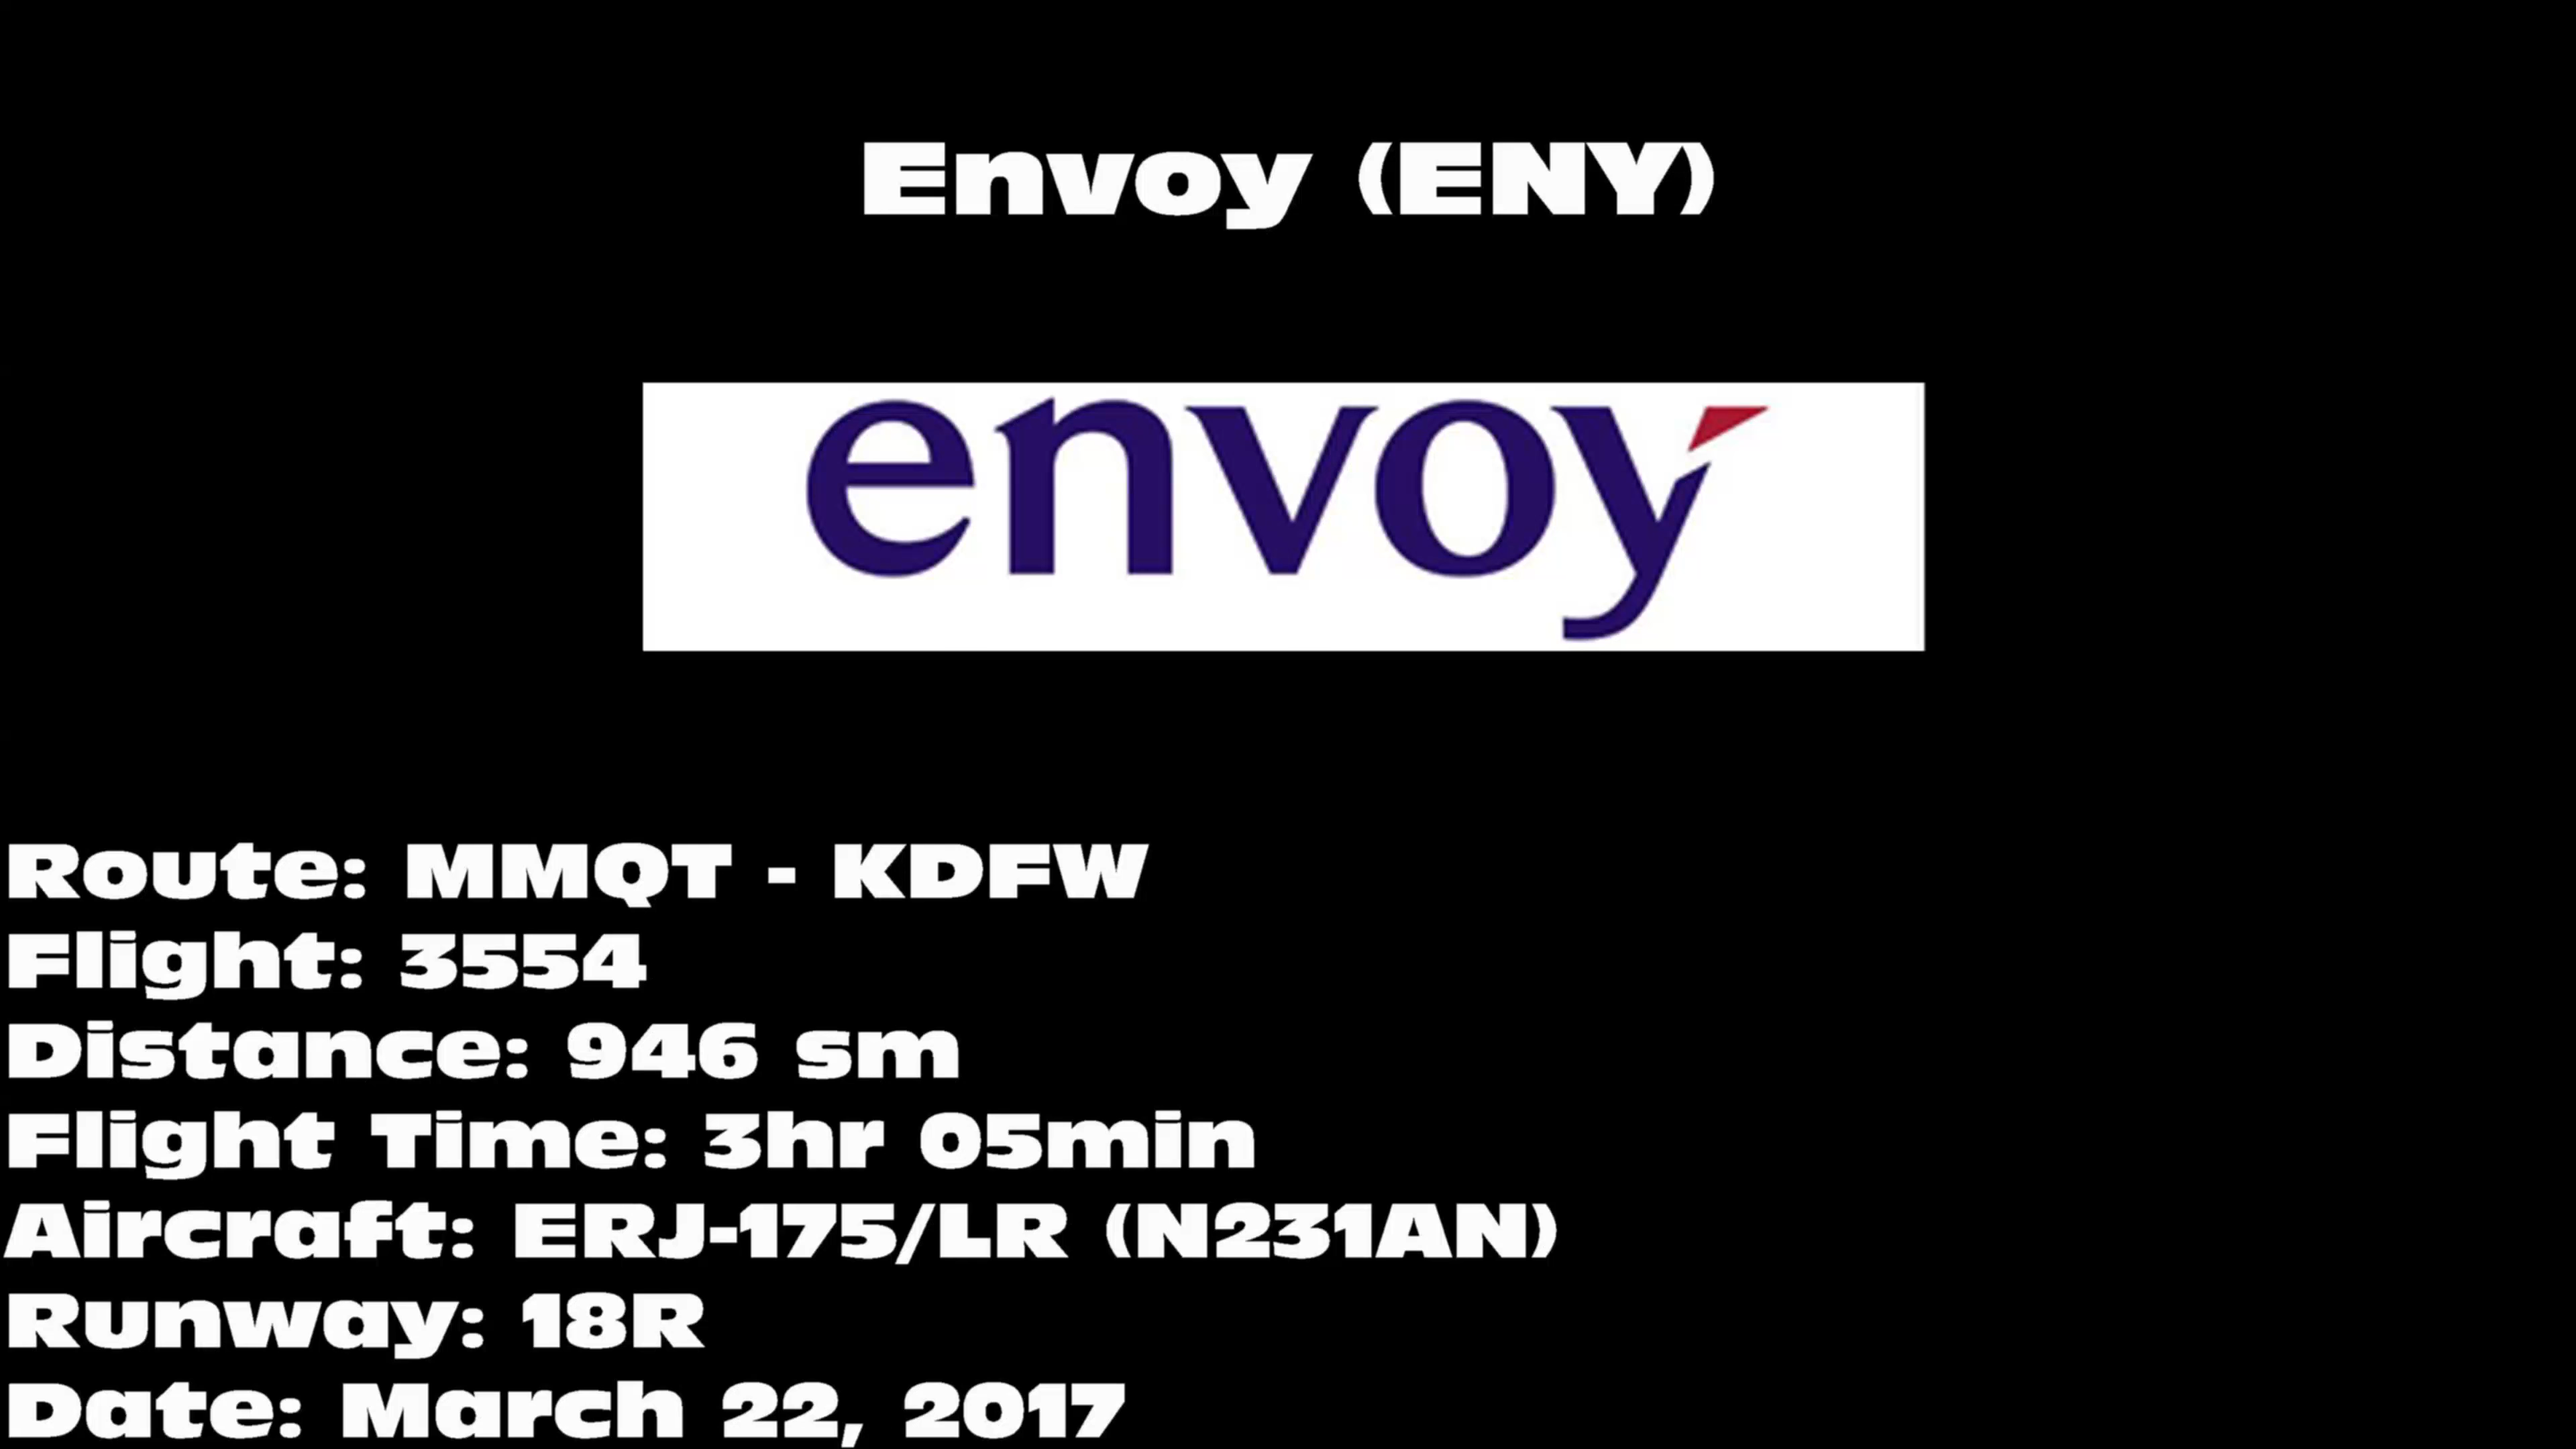 Envoy (ENY)
envoy
Route: MMQT - KDFW
Flight: 3554
Distance: 946 sm
Flight Time: 3hr 05min
Aircraft: ERJ-175/LR (N231AN)
Runway: 18R
Date: March 22, 2017